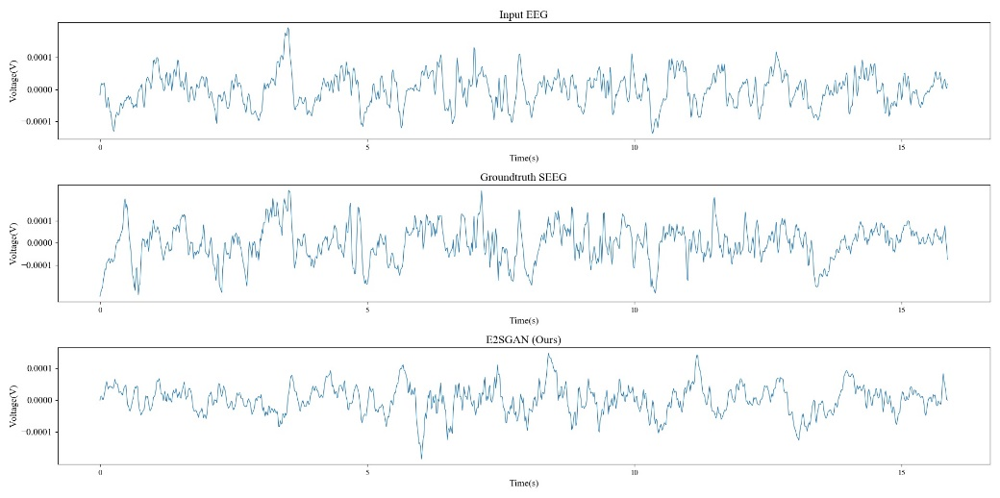 Input EEG
Voltage(V)
0.0001
0.0000
−0.0001
0
5
10
15
Time(s)
Groundtruth SEEG
Voltage(V)
0.0001
0.0000
−0.0001
0
5
10
15
Time(s)
E2SGAN (Ours)
Voltage(V)
0.0001
0.0000
−0.0001
0
5
10
15
Time(s)